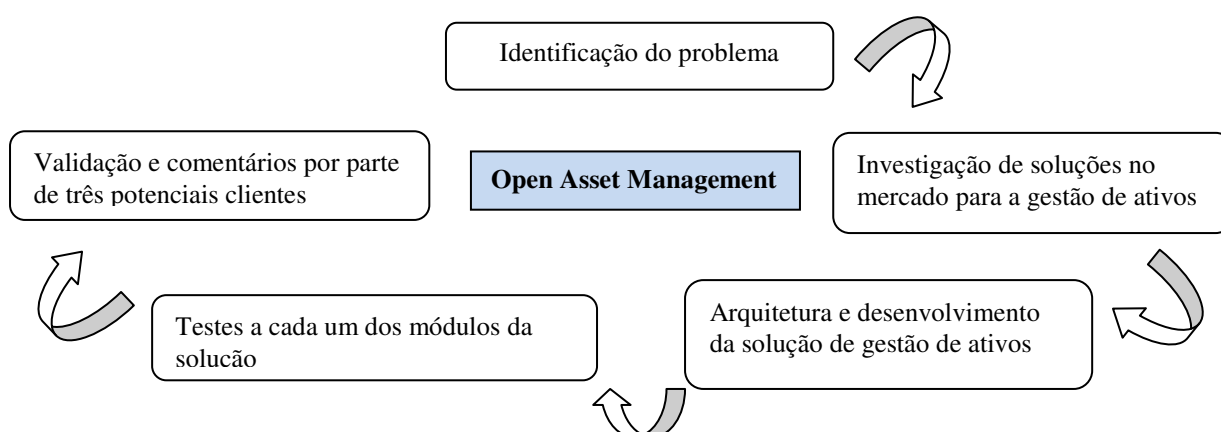 Identificação do problema
Validação e comentários por parte
de três potenciais clientes
Open Asset Management
Investigação de soluções no
mercado para a gestão de ativos
Testes a cada um dos módulos da
solução
Arquitetura e desenvolvimento
da solução de gestão de ativos